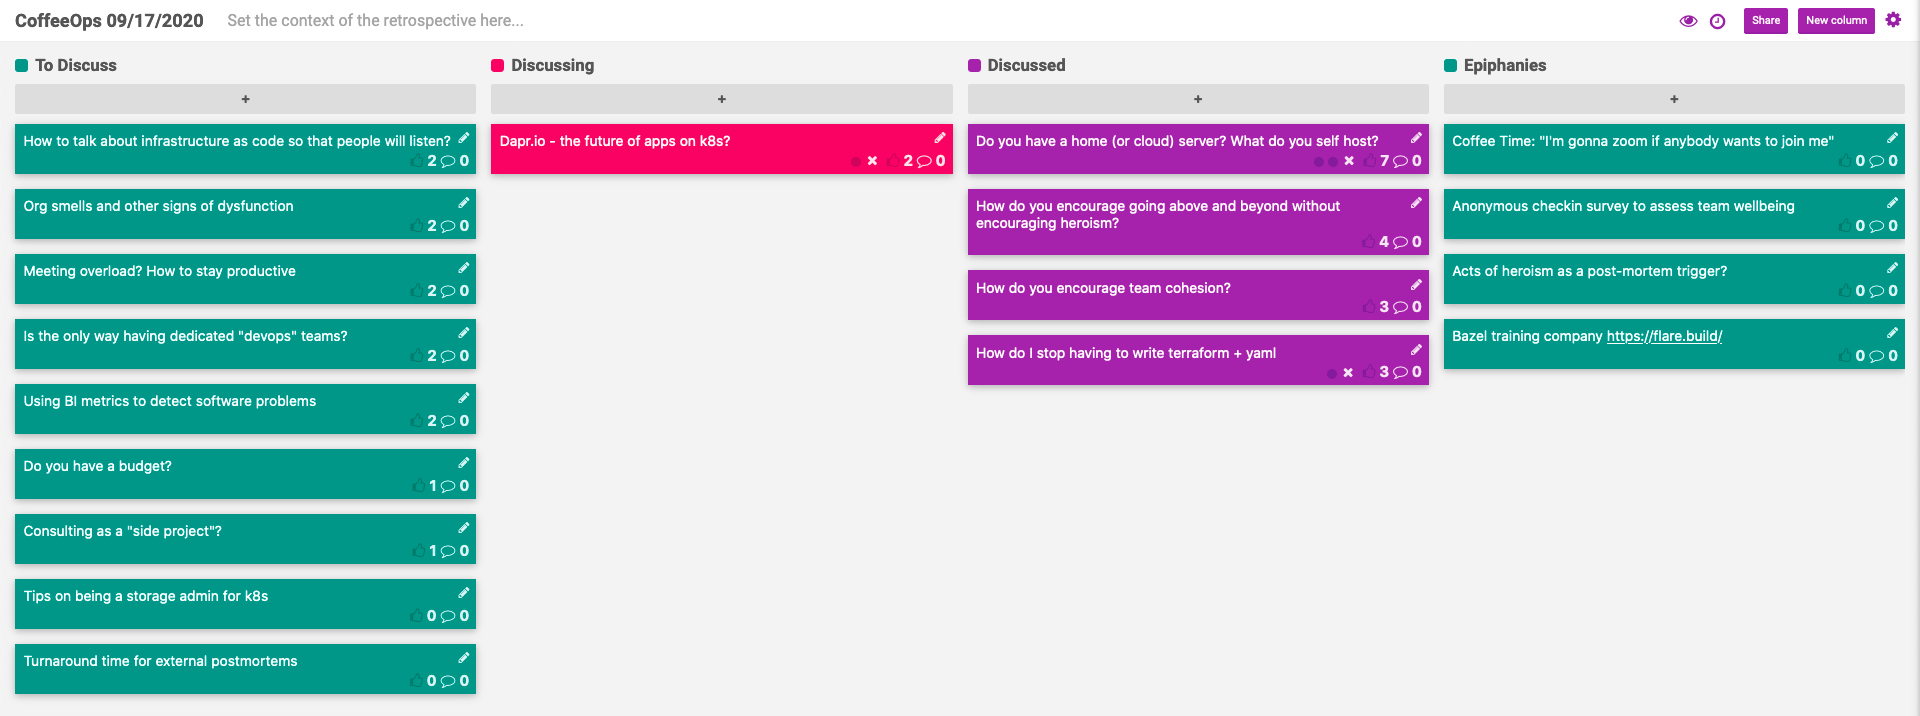 CoffeeOps 09/17/2020
Set the context of the retrospective here...
Share
New column
To Discuss
+
How to talk about infrastructure as code so that people will listen?
2 0
Org smells and other signs of dysfunction
2 0
Meeting overload? How to stay productive
2 0
Is the only way having dedicated "devops" teams?
2 0
Using BI metrics to detect software problems
2 0
Do you have a budget?
1 0
Consulting as a "side project"?
1 0
Tips on being a storage admin for k8s
0 0
Turnaround time for external postmortems
0 0
Discussing
+
Dapr.io - the future of apps on k8s?
2 0
Discussed
+
Do you have a home (or cloud) server? What do you self host?
7 0
How do you encourage going above and beyond without
encouraging heroism?
4 0
How do you encourage team cohesion?
3 0
How do I stop having to write terraform + yaml
3 0
Epiphanies
+
Coffee Time: "I'm gonna zoom if anybody wants to join me"
0 0
Anonymous checkin survey to assess team wellbeing
0 0
Acts of heroism as a post-mortem trigger?
0 0
Bazel training company https://flare.build/
0 0